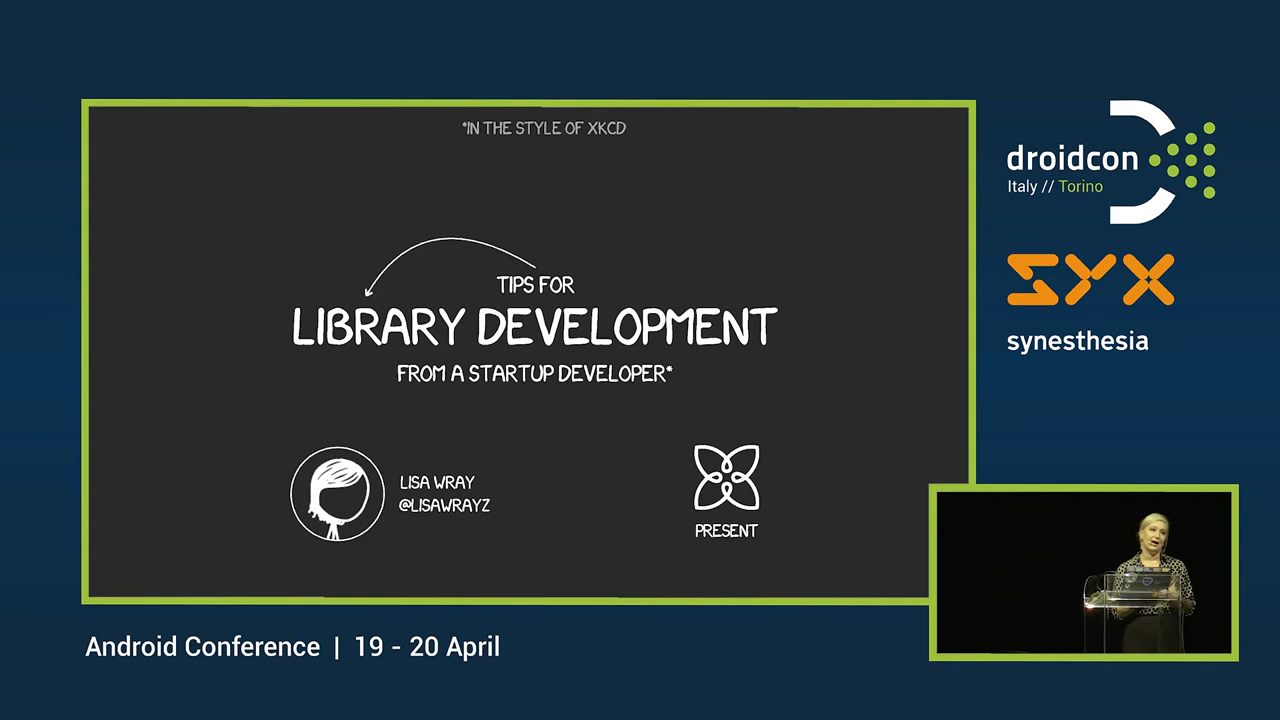 *IN THE STYLE OF XKCD
TIPS FOR
LIBRARY DEVELOPMENT
FROM A STARTUP DEVELOPER*
LISA WRAY
@LISAWRAYZ
PRESENT
droidcon
Italy // Torino
SYX
synesthesia
Android Conference | 19 - 20 April